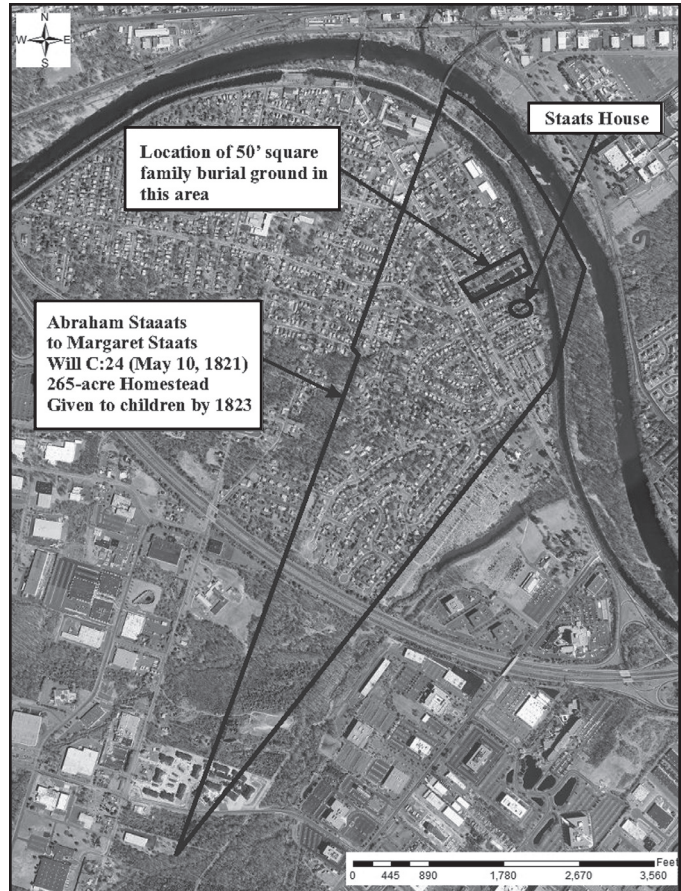 N
W E
S
Staats House
Location of 50' square
family burial ground in
this area
Abraham Staaats
to Margaret Staats
Will C:24 (May 10, 1821)
265-acre Homestead
Given to children by 1823
Feet
0 445 890 1,780 2,670 3,560